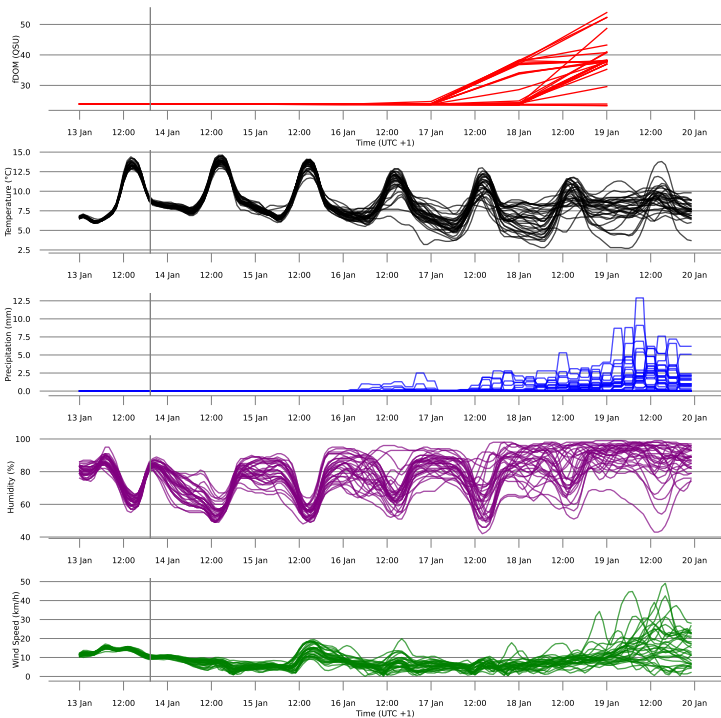 fDOM (QSU)
50
40
30
13 Jan 12:00 14 Jan 12:00 15 Jan 12:00 16 Jan 12:00 17 Jan 12:00 18 Jan 12:00 19 Jan 12:00 20 Jan
Time (UTC +1)
Temperature (°C)
15.0
12.5
10.0
7.5
5.0
2.5
13 Jan 12:00 14 Jan 12:00 15 Jan 12:00 16 Jan 12:00 17 Jan 12:00 18 Jan 12:00 19 Jan 12:00 20 Jan
Precipitation (mm)
12.5
10.0
7.5
5.0
2.5
0.0
13 Jan 12:00 14 Jan 12:00 15 Jan 12:00 16 Jan 12:00 17 Jan 12:00 18 Jan 12:00 19 Jan 12:00 20 Jan
Humidity (%)
100
80
60
40
13 Jan 12:00 14 Jan 12:00 15 Jan 12:00 16 Jan 12:00 17 Jan 12:00 18 Jan 12:00 19 Jan 12:00 20 Jan
Wind Speed (km/h)
50
40
30
20
10
0
13 Jan 12:00 14 Jan 12:00 15 Jan 12:00 16 Jan 12:00 17 Jan 12:00 18 Jan 12:00 19 Jan 12:00 20 Jan
Time (UTC +1)